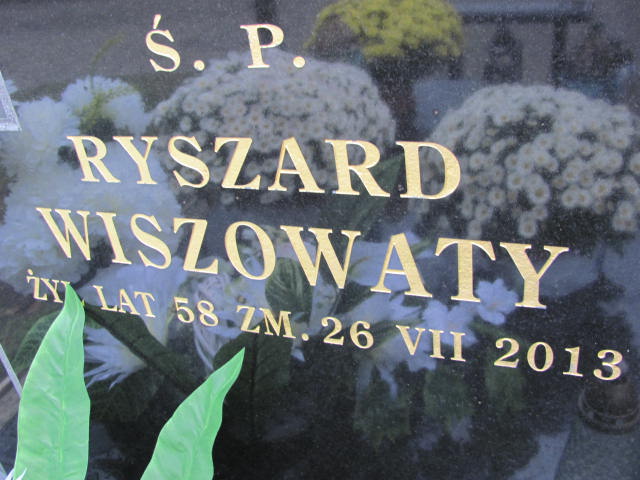 Ś. P.
RYSZARD
WISZOWATY
ŻYŁ LAT 58 ZM. 26 VII 2013